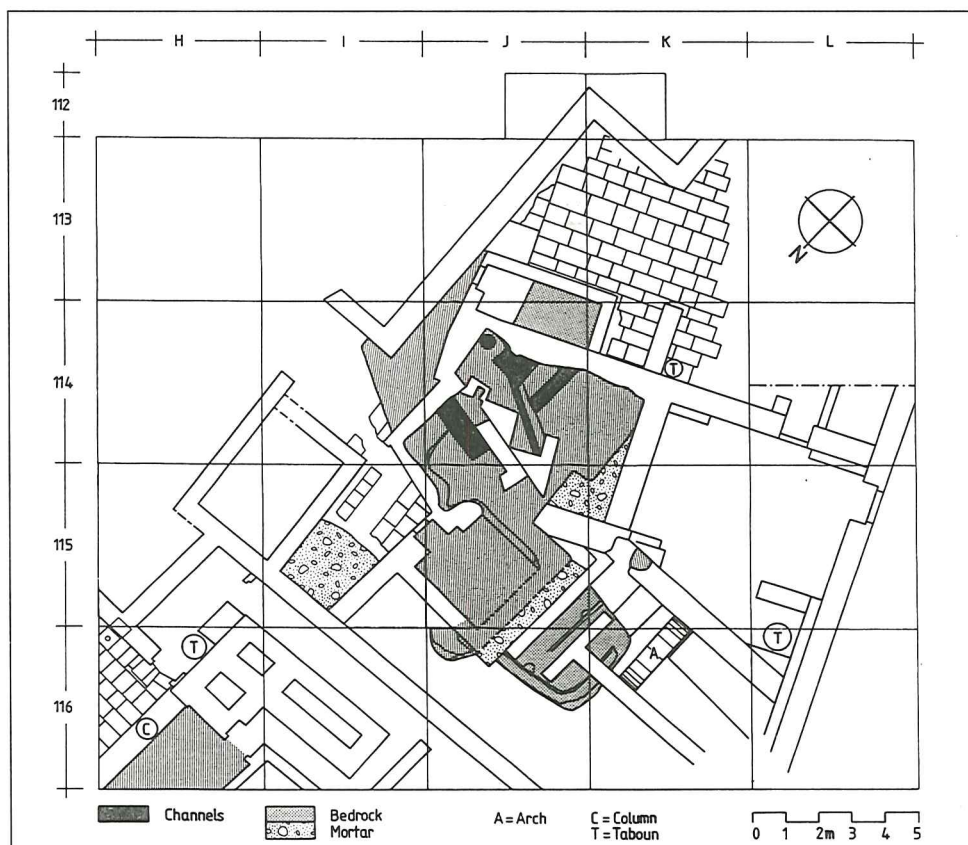 H I J K L
112
113
N
114
T
115
T
T
A
116
C
Channels
Bedrock
Mortar
A = Arch
C = Column
T = Taboun
0 1 2m 3 4 5